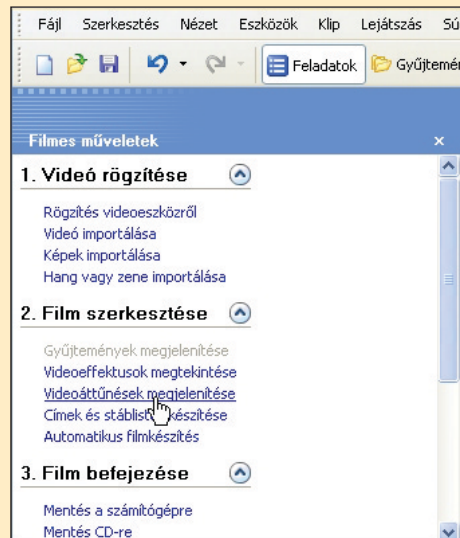 Fájl Szerkesztés Nézet Eszközök Klip Lejátszás
Feladatok
Filmes műveletek
1. Videó rögzítése
Rögzítés videoeszközről
Videó importálása
Képek importálása
Hang vagy zene importálása
2. Film szerkesztése
Gyűjtemények megjelenítése
Videoeffektusok megtekintése
Videoáttűnések megjelenítése
Címek és készítése
Automatikus filmkészítés
3. Film befejezése
Mentés a számítógépre
Mentés CD-re